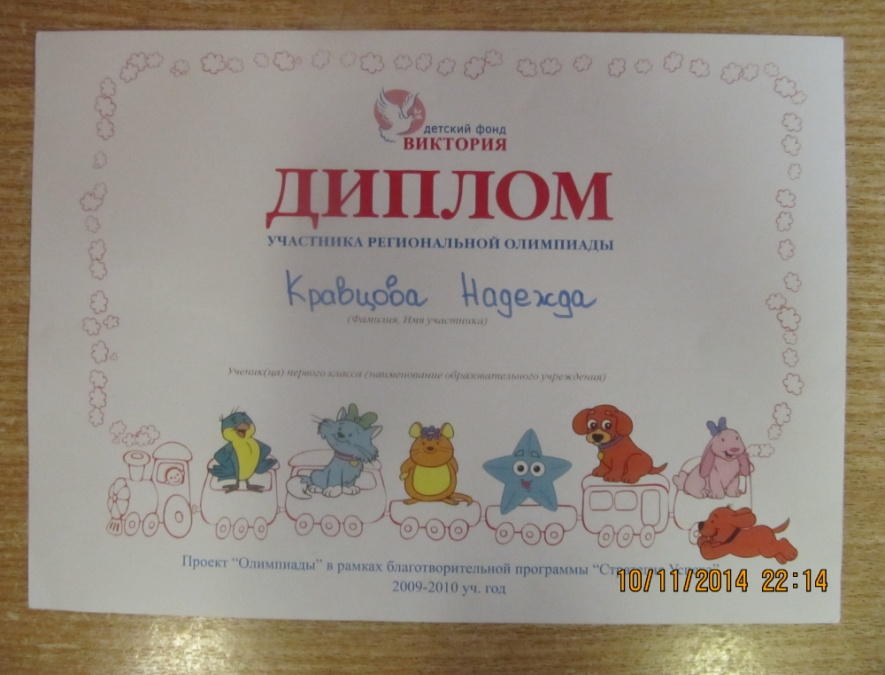 детский фонд
ВИКТОРИЯ
ДИПЛОМ
УЧАСТНИКА РЕГИОНАЛЬНОЙ ОЛИМПИАДЫ
Кравцова Надежда
(Фамилия, Имя участника)
Ученик(ца) первого класса (наименование образовательного учреждения)
Проект "Олимпиады" в рамках благотворительной программы
2009-2010 уч. год
10/11/2014 22:14